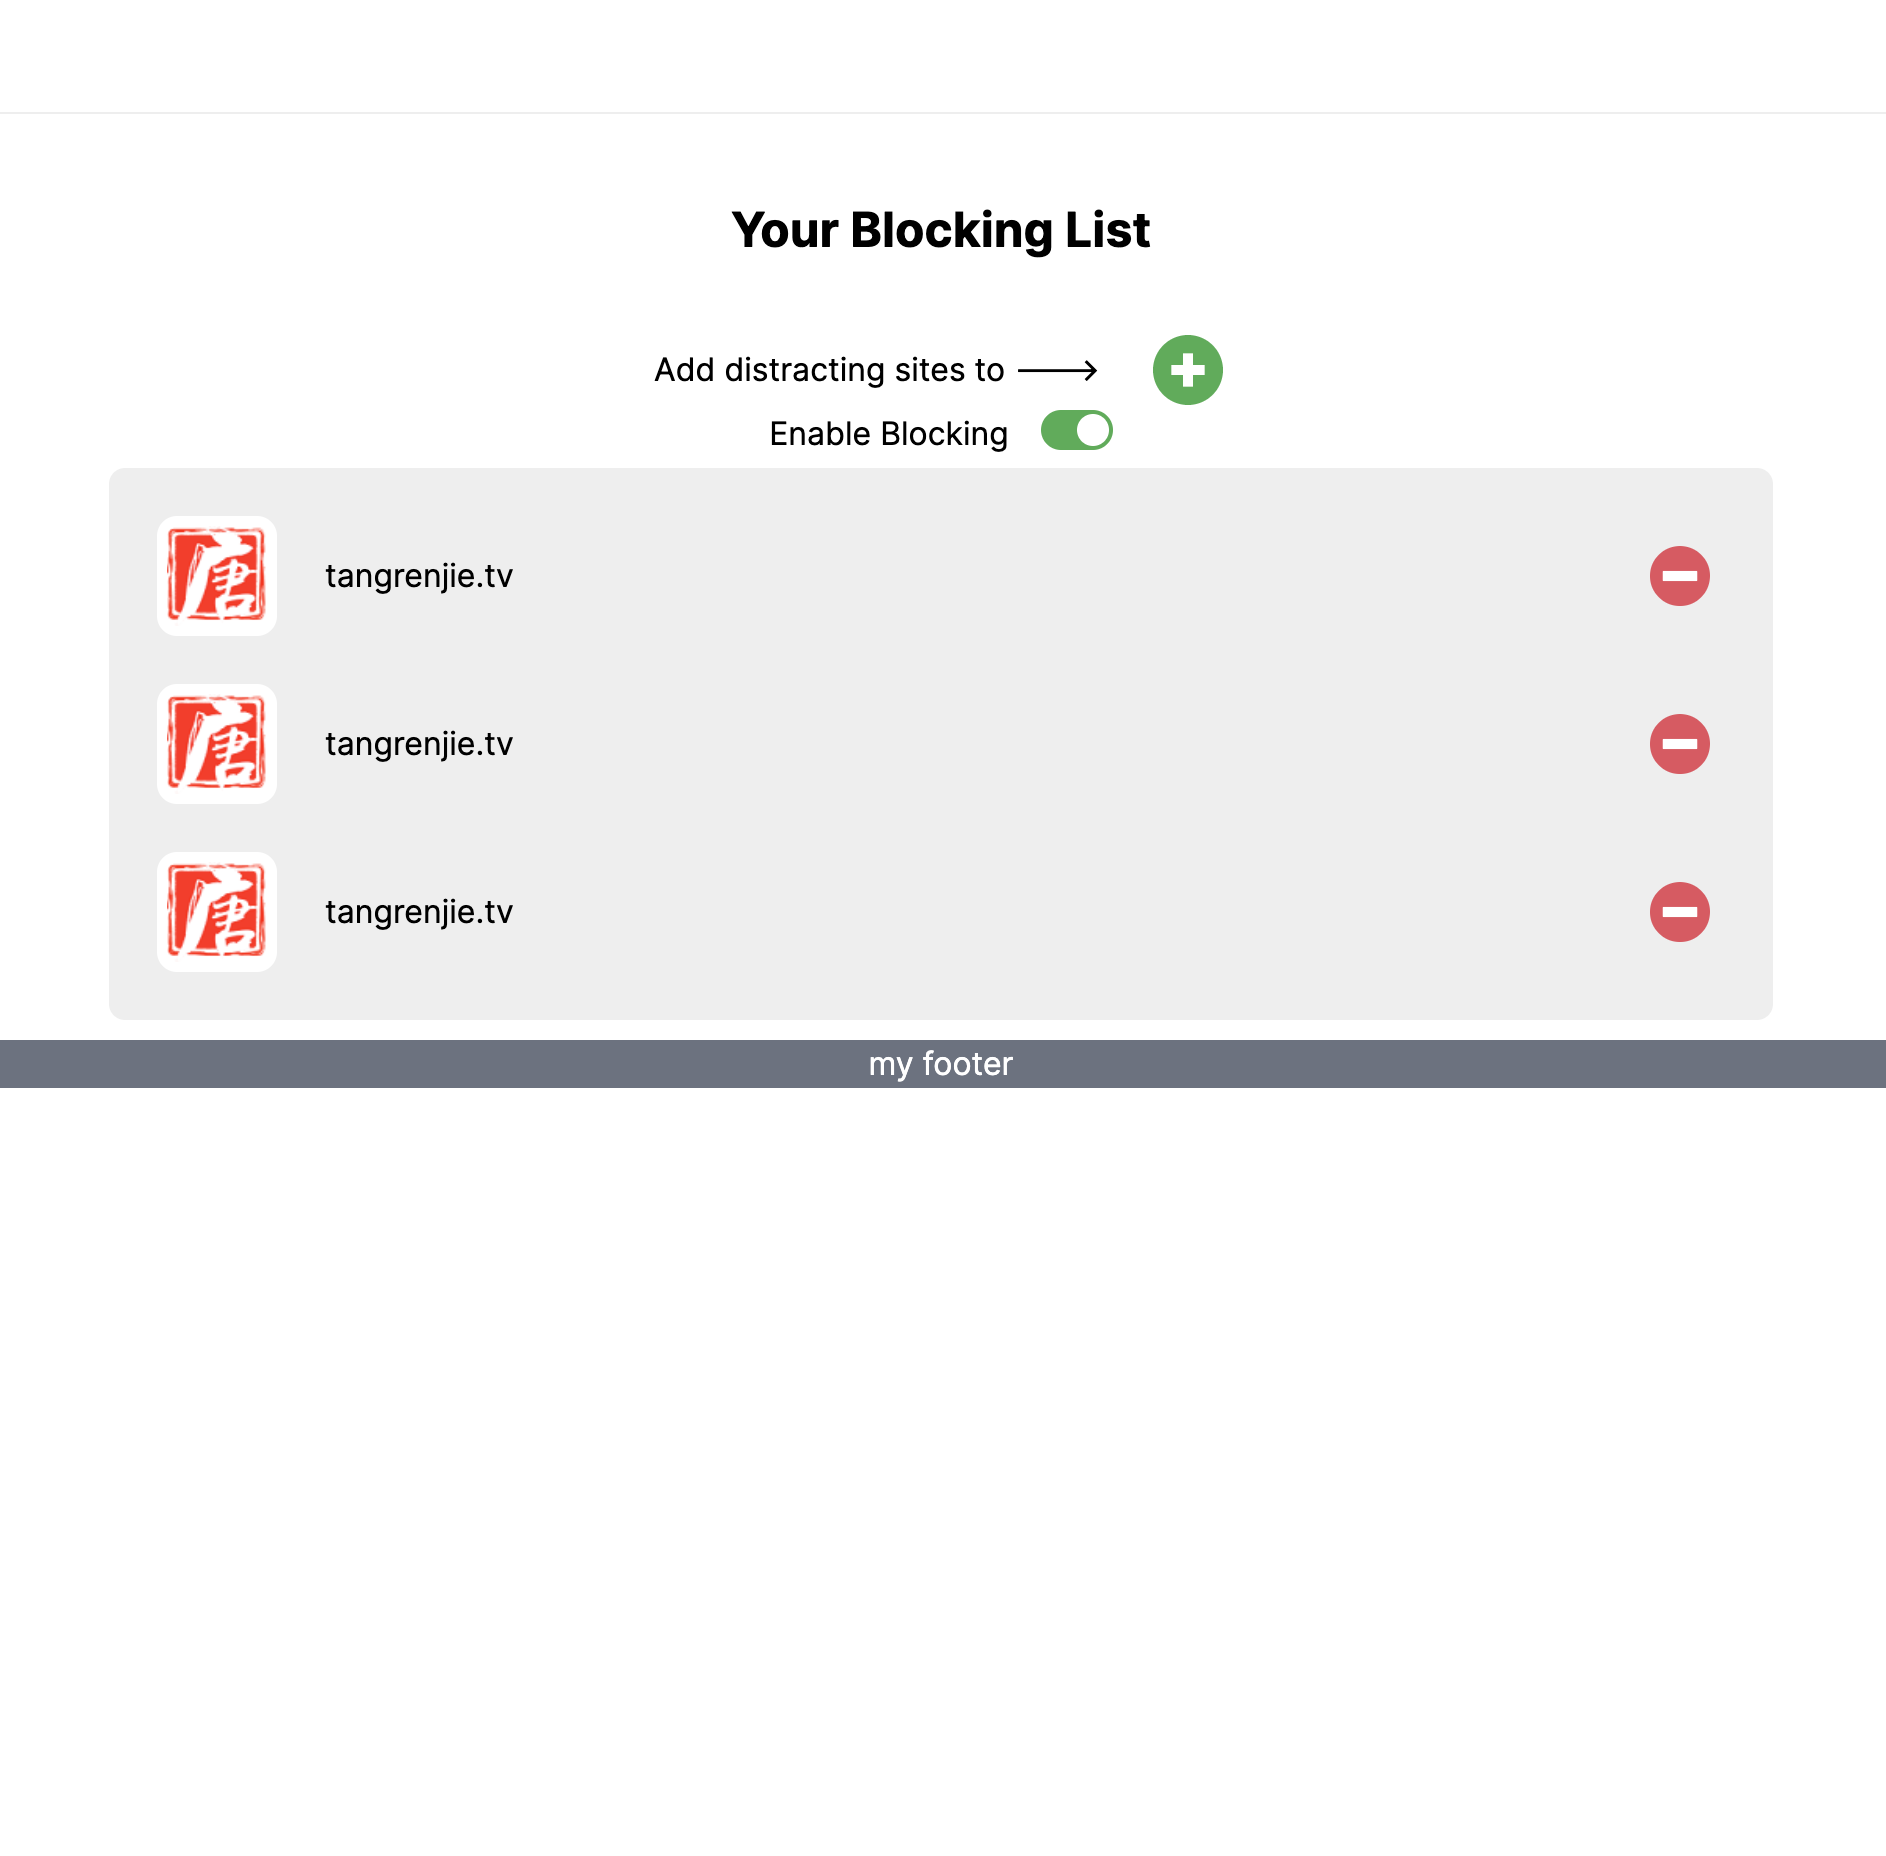 Your Blocking List
Add distracting sites to ⟶
Enable Blocking
唐 tangrenjie.tv
唐 tangrenjie.tv
唐 tangrenjie.tv
my footer